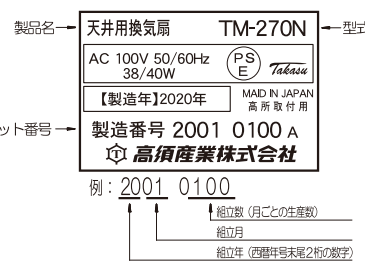 製品名 天井用換気扇 TM-270N 型式
AC 100V 50/60Hz
38/40W
PS
E
Takasu
【製造年】2020年
MAID IN JAPAN
高所取付用
ット番号 製造番号 2001 0100 A
高須産業株式会社
例：2001 0100
組立数（月ごとの生産数）
組立月
組立年（西暦年号末尾2桁の数字）